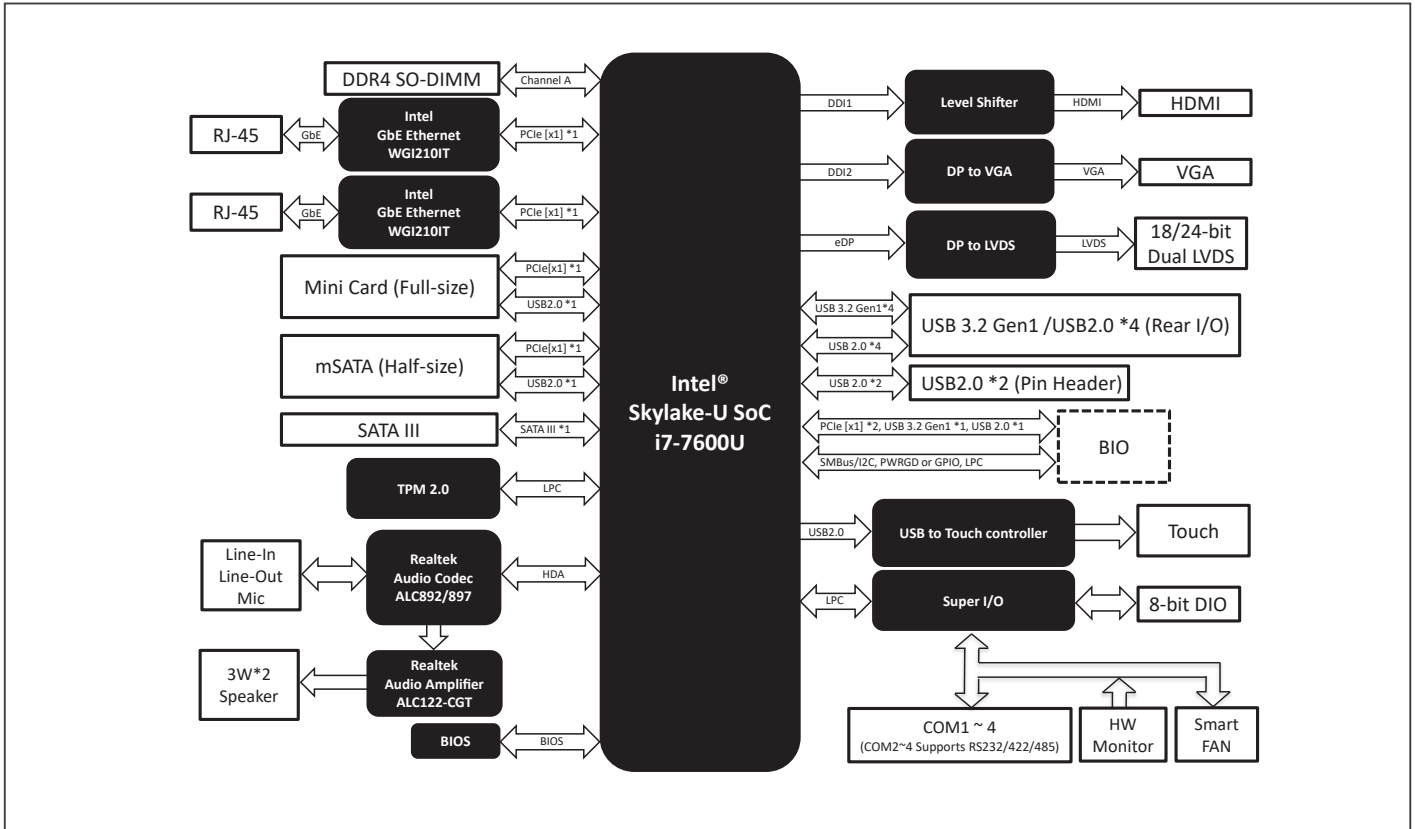 DDR4 SO-DIMM
Channel A
RJ-45
GbE
Intel
GbE Ethernet
WGI210IT
PCIe [x1] *1
RJ-45
GbE
Intel
GbE Ethernet
WGI210IT
PCIe [x1] *1
Mini Card (Full-size)
PCIe[x1] *1
USB2.0 *1
mSATA (Half-size)
PCIe[x1] *1
USB2.0 *1
SATA III
SATA III *1
TPM 2.0
LPC
Line-In
Line-Out
Mic
Realtek
Audio Codec
ALC892/897
HDA
3W*2
Speaker
Realtek
Audio Amplifier
ALC122-CGT
BIOS
BIOS
Intel®
Skylake-U SoC
i7-7600U
DDI1
Level Shifter
HDMI
HDMI
DDI2
DP to VGA
VGA
VGA
eDP
DP to LVDS
LVDS
18/24-bit
Dual LVDS
USB 3.2 Gen1*4
USB 2.0 *4
USB 3.2 Gen1 /USB2.0 *4 (Rear I/O)
USB 2.0 *2
USB2.0 *2 (Pin Header)
PCIe [x1] *2, USB 3.2 Gen1 *1, USB 2.0 *1
SMBus/I2C, PWRGD or GPIO, LPC
BIO
USB2.0
USB to Touch controller
Touch
LPC
Super I/O
8-bit DIO
COM1 ~ 4
(COM2~4 Supports RS232/422/485)
HW
Monitor
Smart
FAN